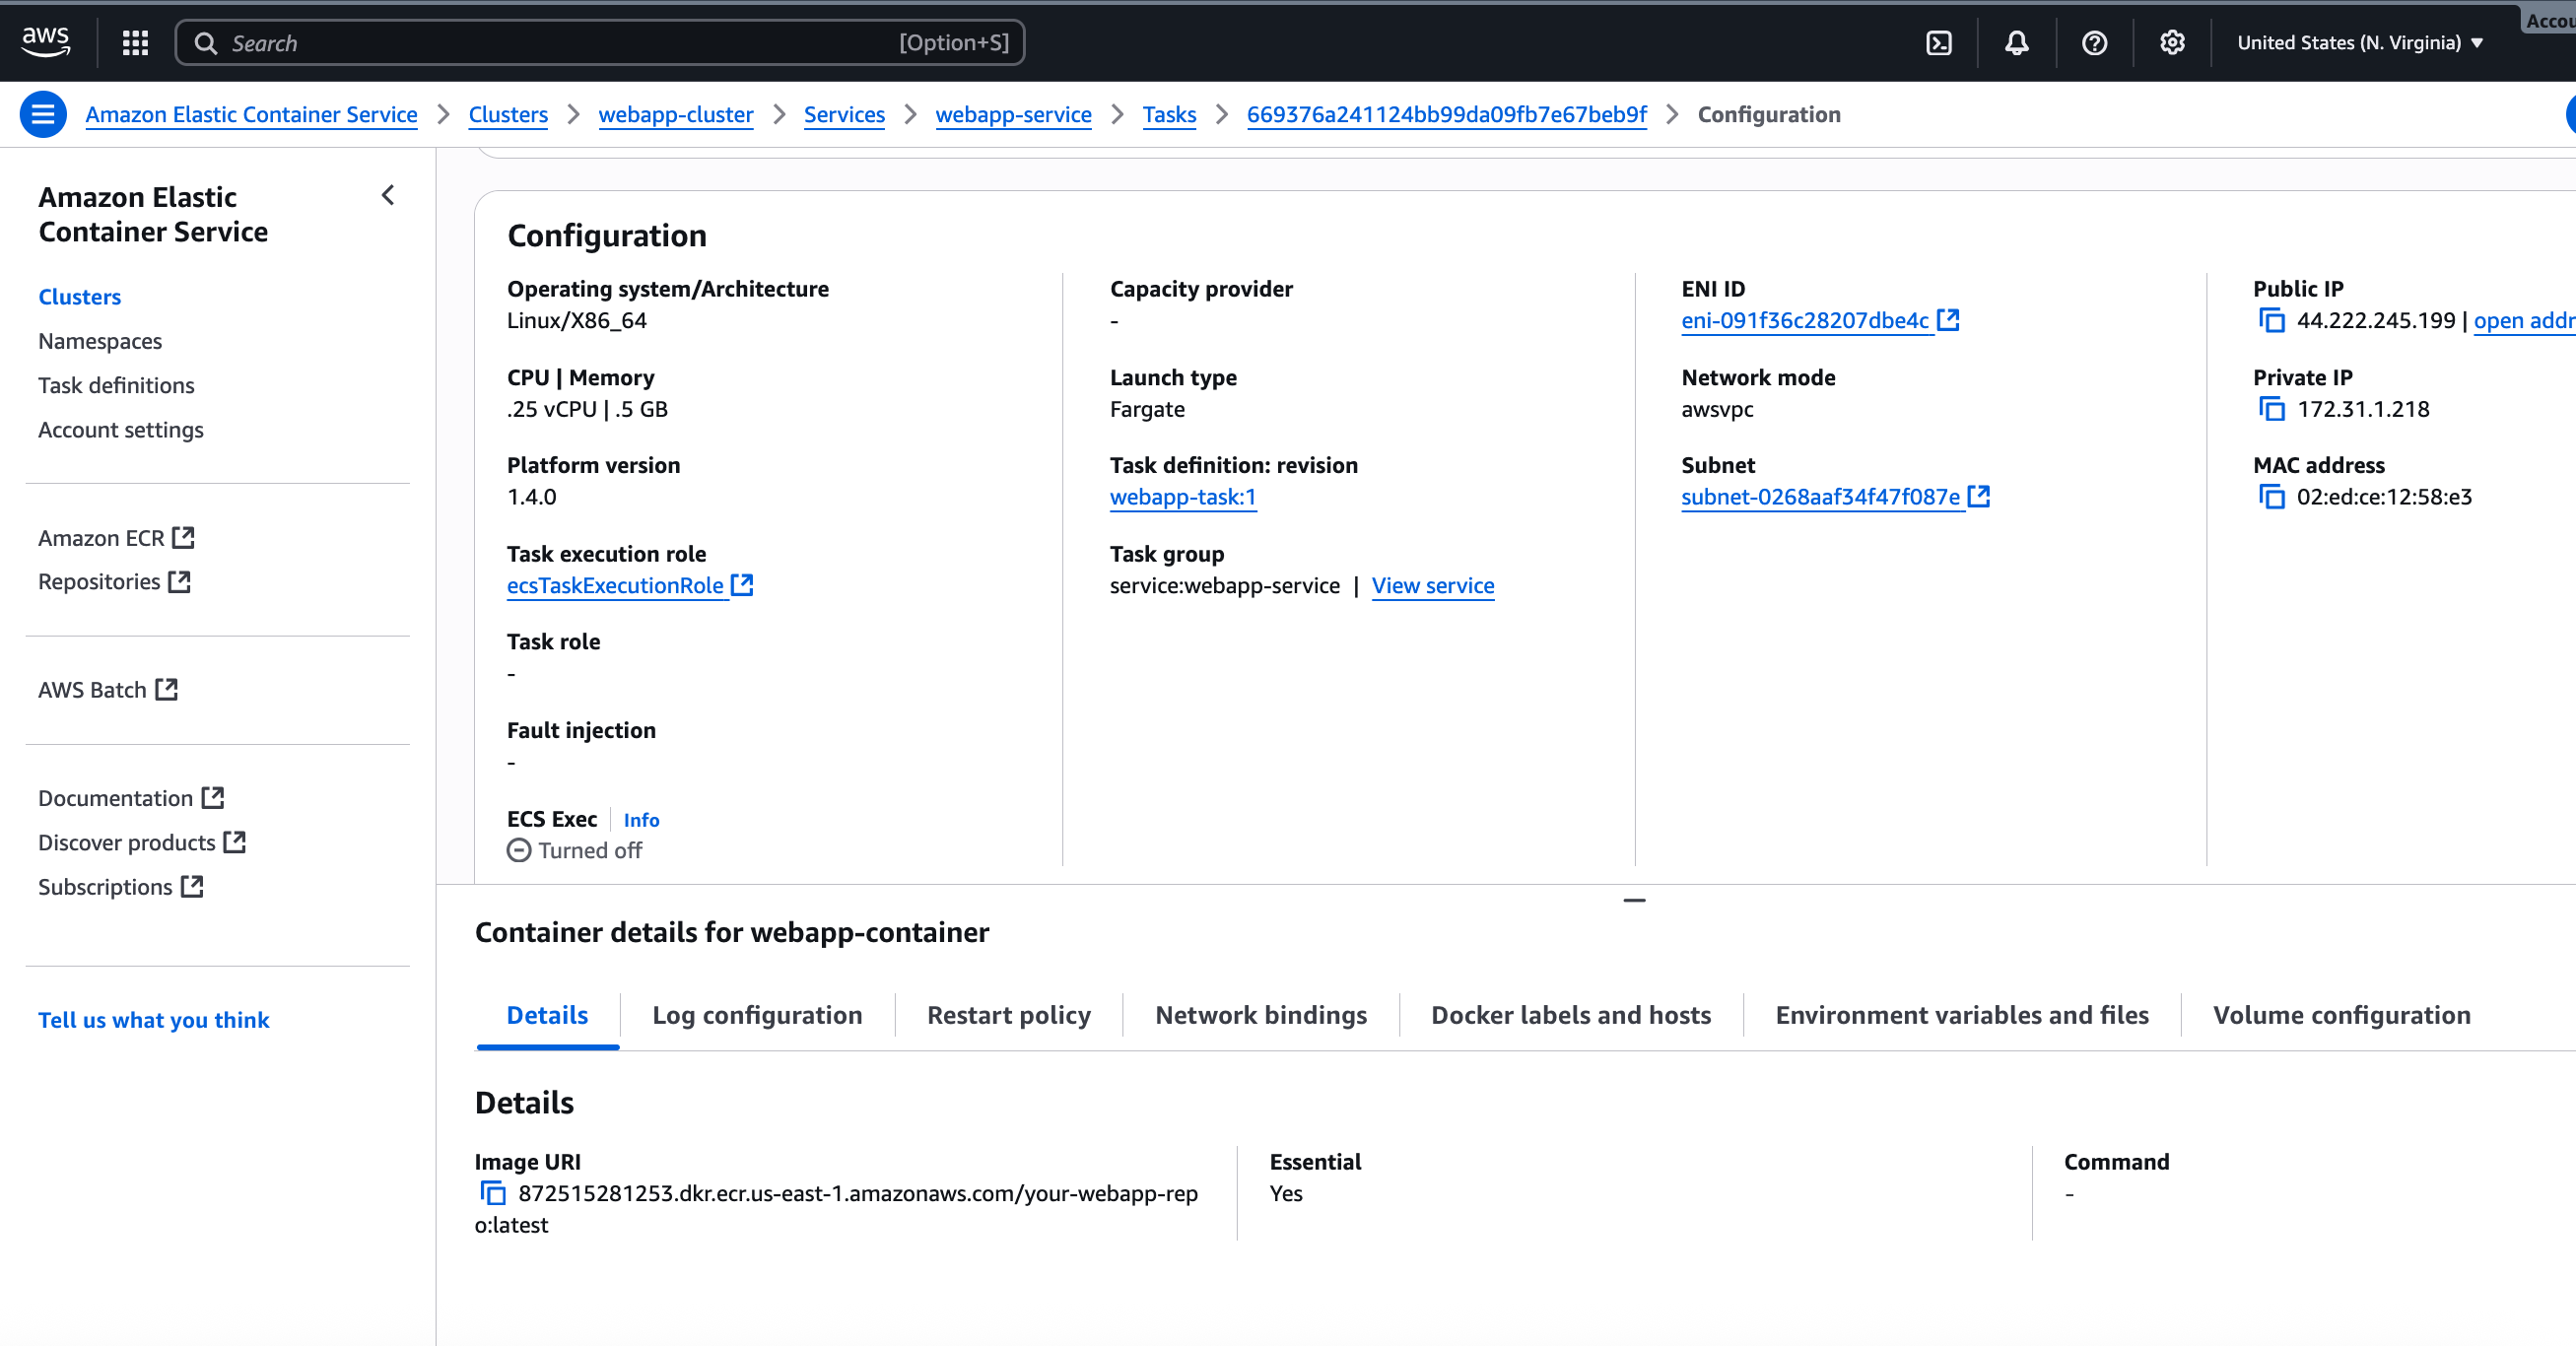 aws
Search
[Option+S]
United States (N. Virginia)
Amazon Elastic Container Service
Clusters
webapp-cluster
Services
webapp-service
Tasks
669376a241124bb99da09fb7e67beb9f
Configuration
Amazon Elastic
Container Service
Clusters
Namespaces
Task definitions
Account settings
Amazon ECR
Repositories
AWS Batch
Documentation
Discover products
Subscriptions
Tell us what you think
Configuration
Operating system/Architecture
Linux/X86_64
CPU | Memory
.25 vCPU | .5 GB
Platform version
1.4.0
Task execution role
ecsTaskExecutionRole
Task role
-
Fault injection
-
ECS Exec
Info
Turned off
Capacity provider
-
Launch type
Fargate
Task definition: revision
webapp-task:1
Task group
service:webapp-service | View service
ENI ID
eni-091f36c28207dbe4c
Network mode
awsvpc
Subnet
subnet-0268aaf34f47f087e
Public IP
44.222.245.199 | open addr
Private IP
172.31.1.218
MAC address
02:ed:ce:12:58:e3
Container details for webapp-container
Details
Log configuration
Restart policy
Network bindings
Docker labels and hosts
Environment variables and files
Volume configuration
Details
Image URI
872515281253.dkr.ecr.us-east-1.amazonaws.com/your-webapp-rep
o:latest
Essential
Yes
Command
-